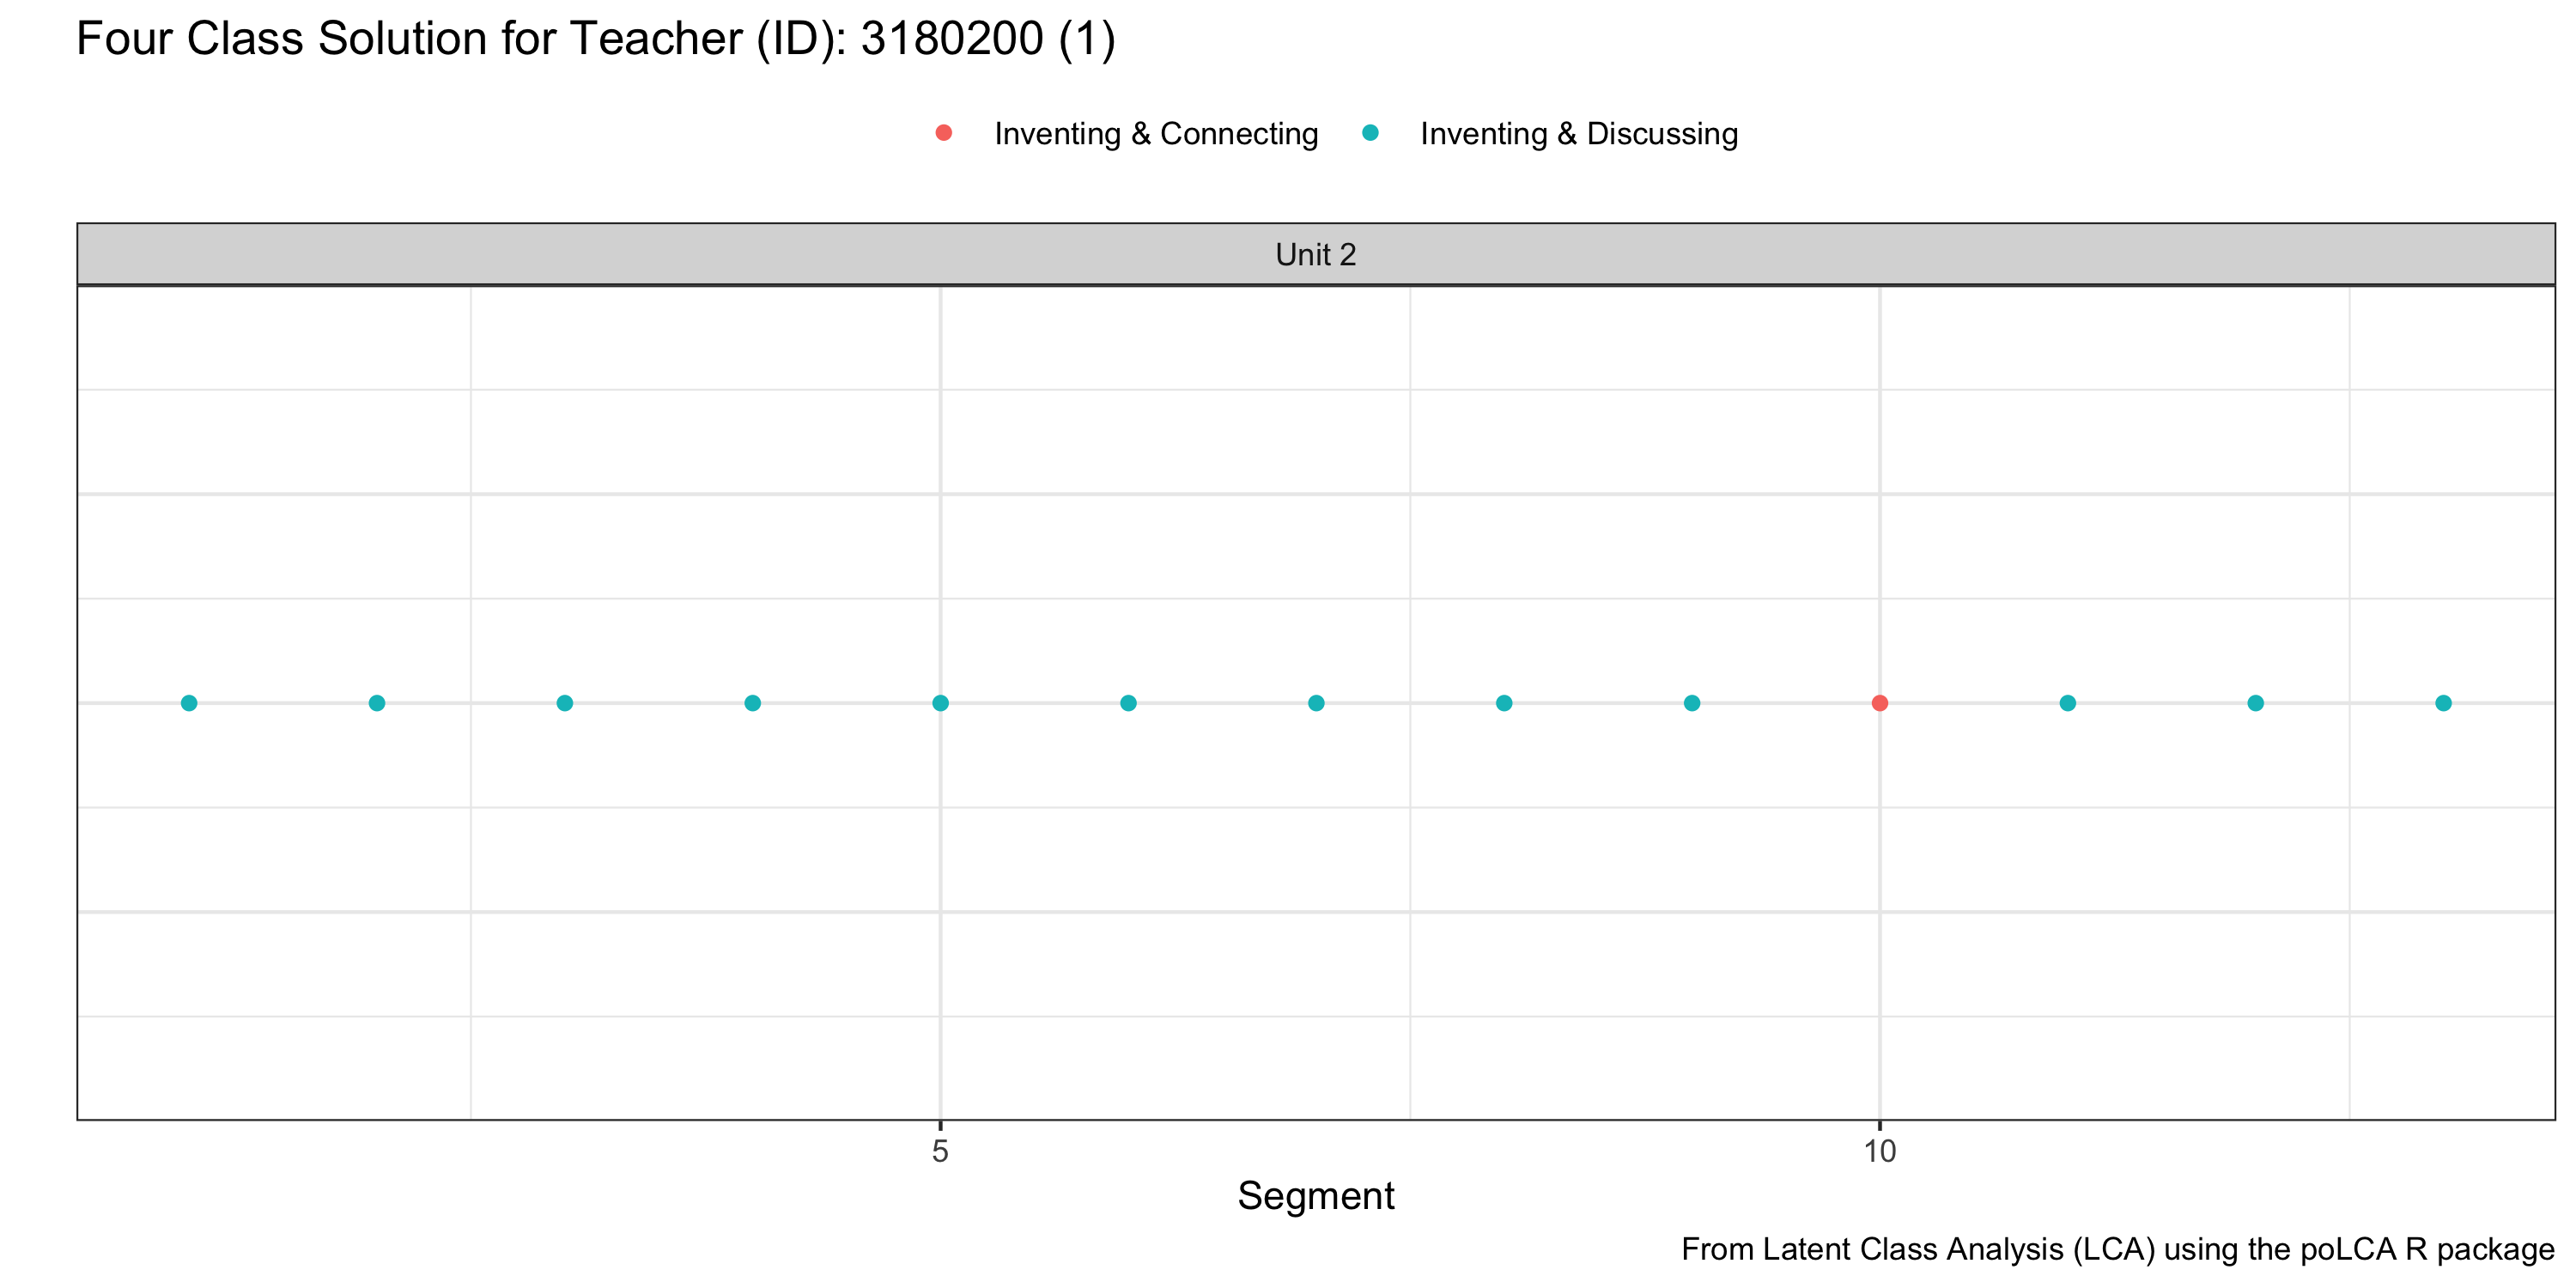 Four Class Solution for Teacher (ID): 3180200 (1)
Inventing & Connecting Inventing & Discussing
Unit 2
5 10
Segment
From Latent Class Analysis (LCA) using the poLCA R package